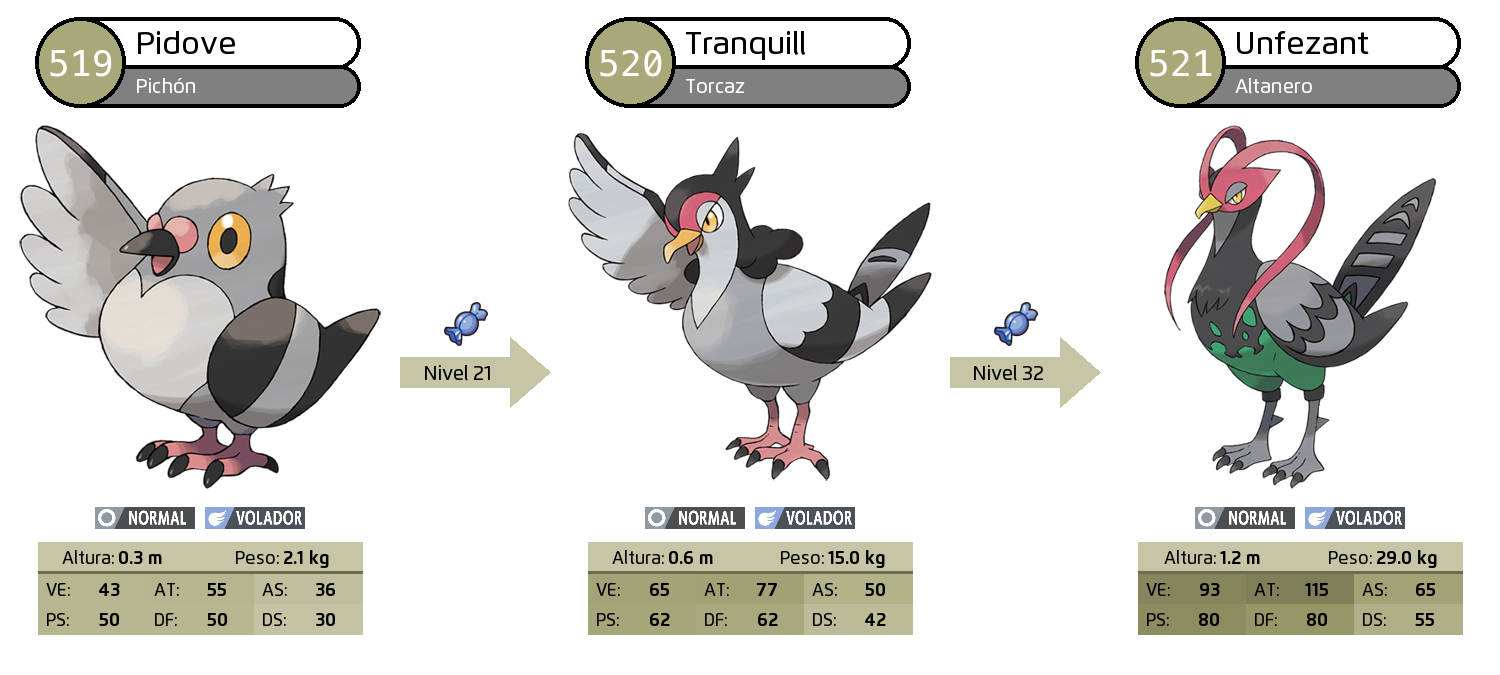 519 Pidove
Pichón
520 Tranquill
Torcaz
521 Unfezant
Altanero
Nivel 21
Nivel 32
NORMAL VOLADOR
Altura: 0.3 m Peso: 2.1 kg
VE: 43 AT: 55 AS: 36
PS: 50 DF: 50 DS: 30
NORMAL VOLADOR
Altura: 0.6 m Peso: 15.0 kg
VE: 65 AT: 77 AS: 50
PS: 62 DF: 62 DS: 42
NORMAL VOLADOR
Altura: 1.2 m Peso: 29.0 kg
VE: 93 AT: 115 AS: 65
PS: 80 DF: 80 DS: 55